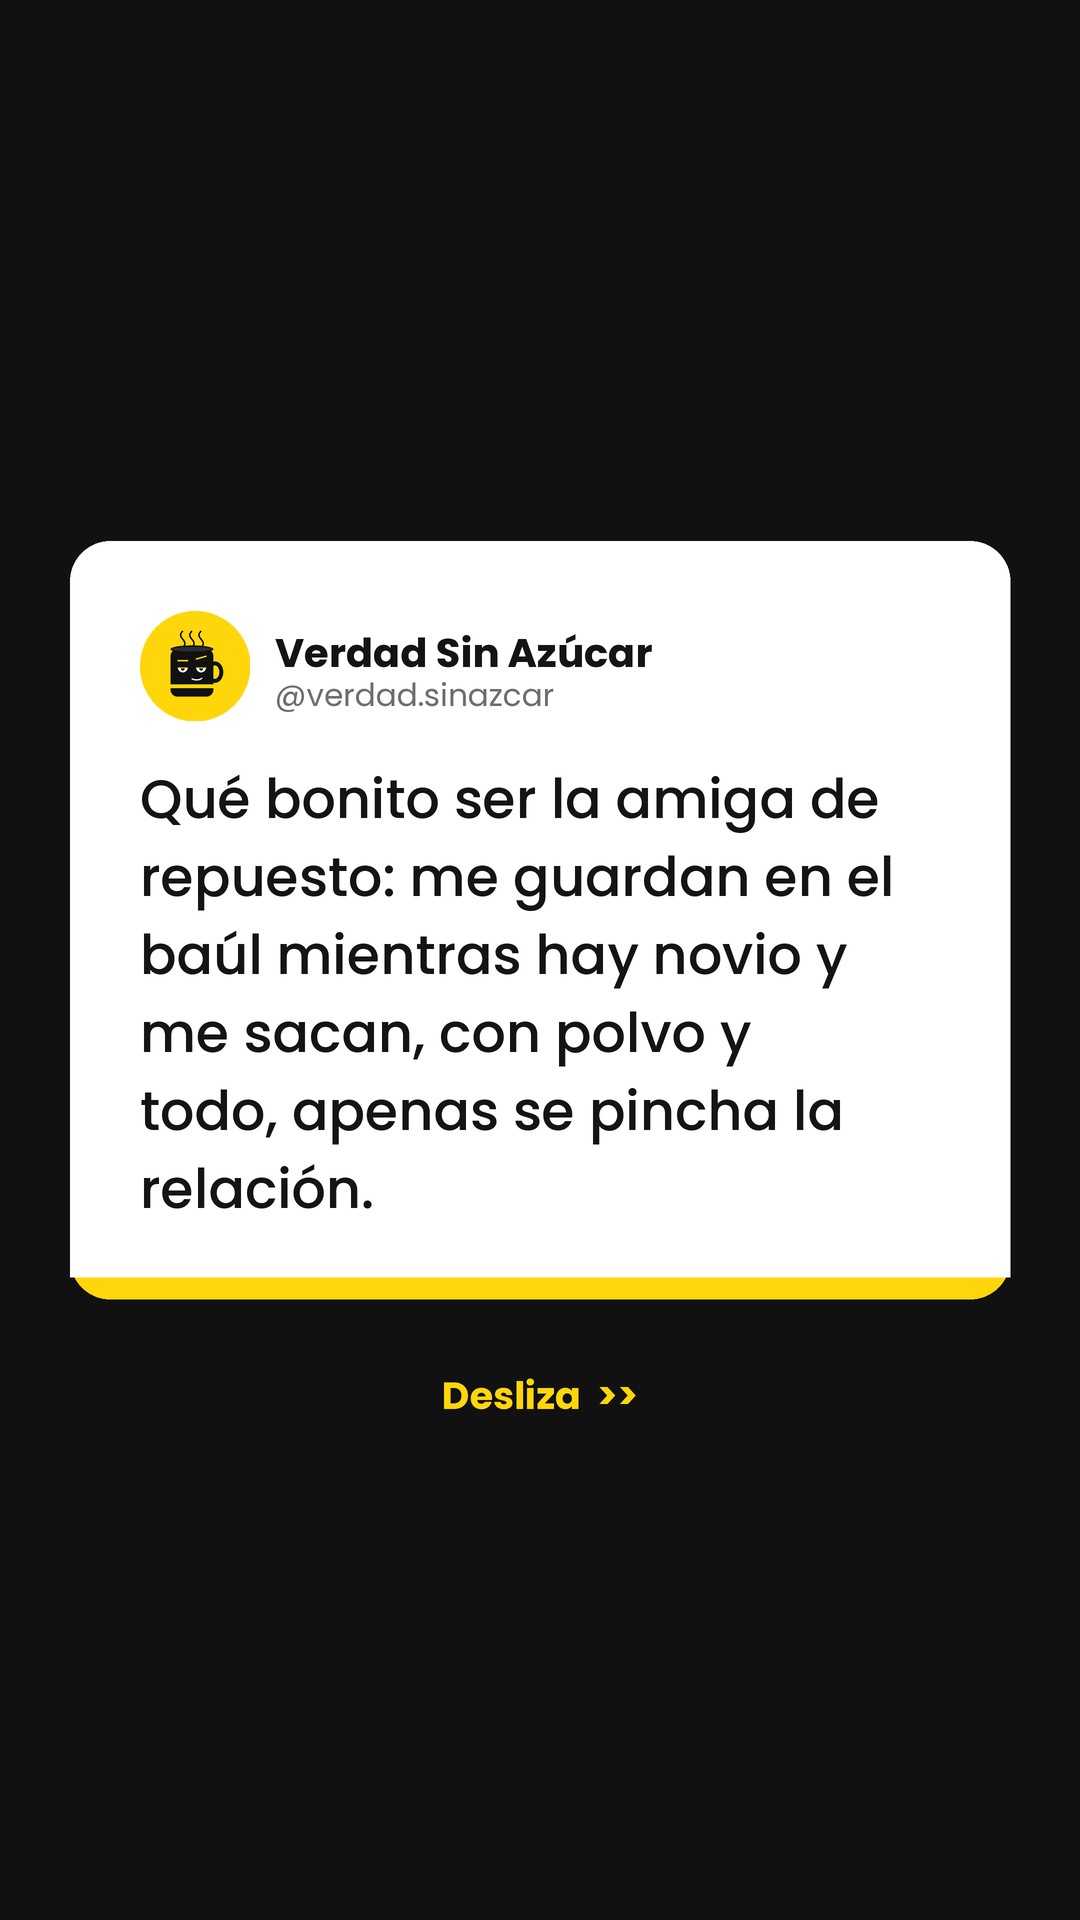 Verdad Sin Azúcar
@verdad.sinazcar
Qué bonito ser la amiga de
repuesto: me guardan en el
baúl mientras hay novio y
me sacan, con polvo y
todo, apenas se pincha la
relación.
Desliza >>